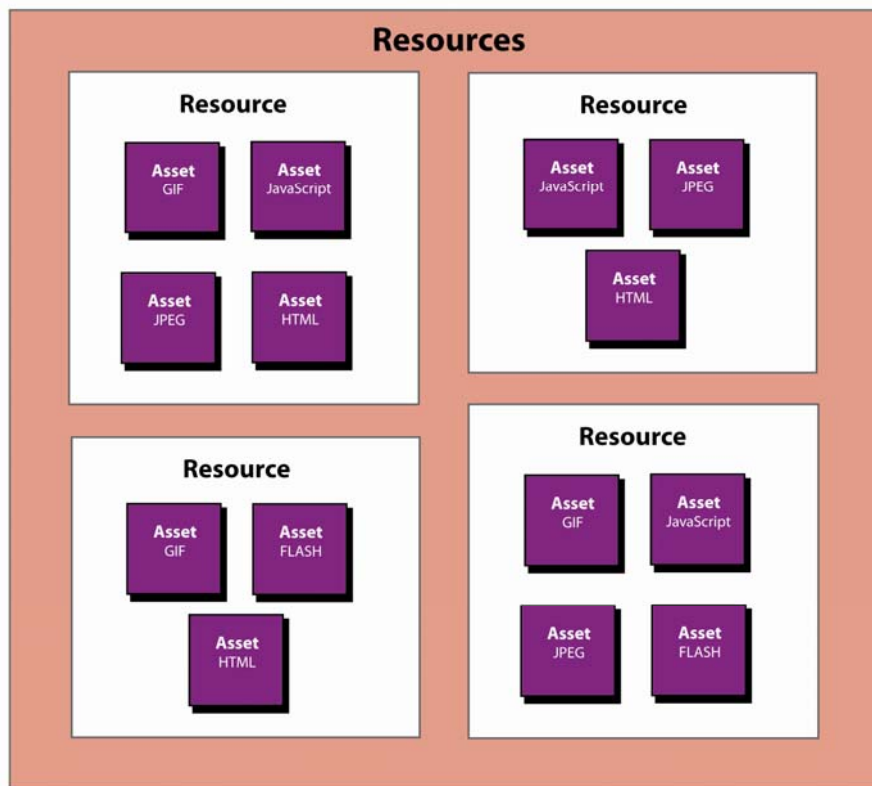 Resources
Resource
Asset
GIF
Asset
JavaScript
Asset
JPEG
Asset
HTML
Resource
Asset
JavaScript
Asset
JPEG
Asset
HTML
Resource
Asset
GIF
Asset
FLASH
Asset
HTML
Resource
Asset
GIF
Asset
JavaScript
Asset
JPEG
Asset
FLASH